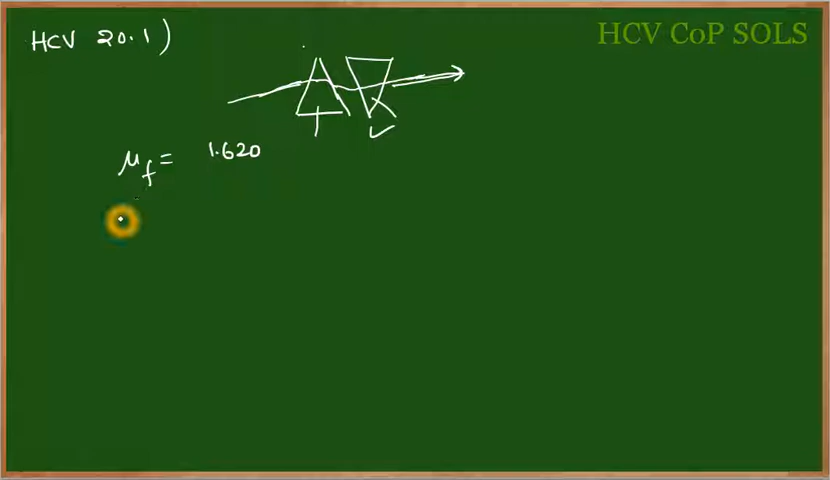 HCV 20.1)
HCV CoP SOLS
μf = 1.620